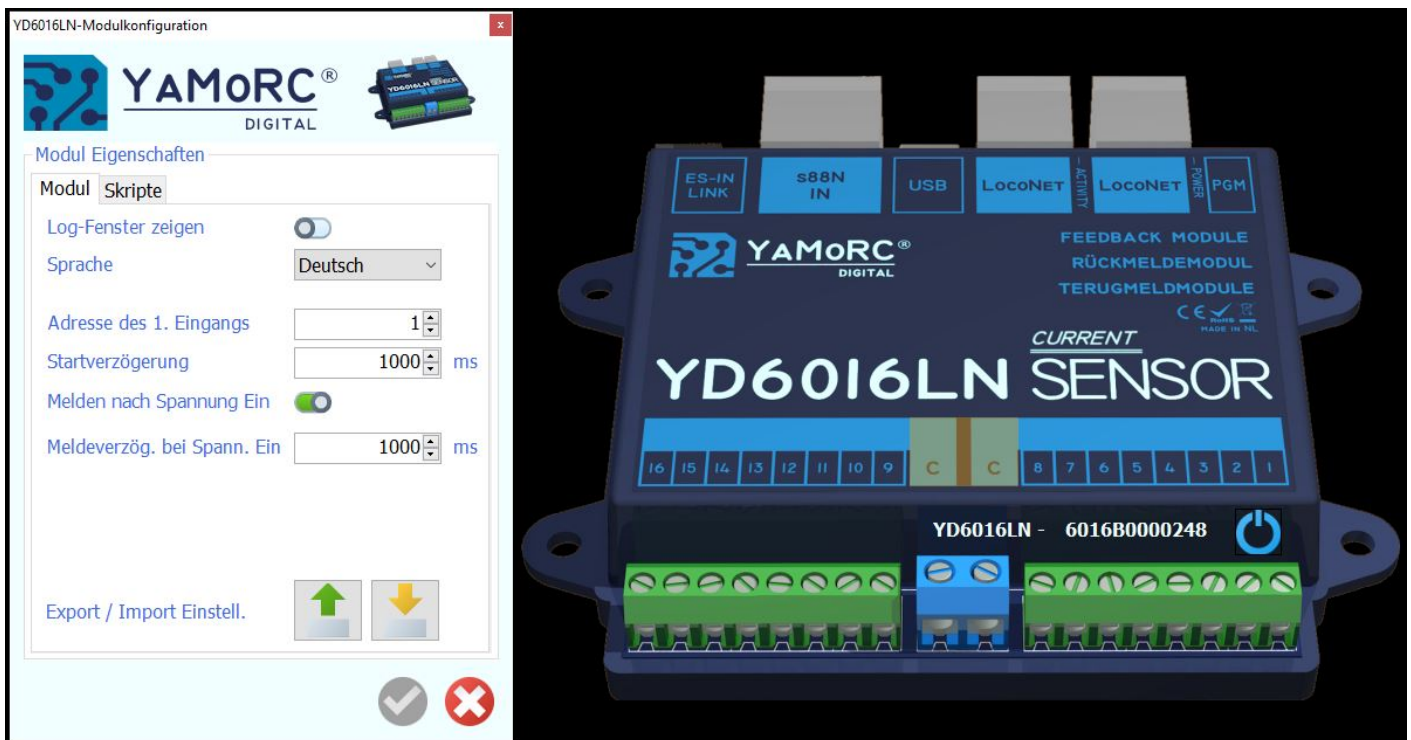 YD6016LN-Modulkonfiguration
x
YAMORC®
DIGITAL
Modul Eigenschaften
Modul Skripte
Log-Fenster zeigen
Sprache Deutsch
Adresse des 1. Eingangs 1
Startverzögerung 1000 ms
Melden nach Spannung Ein
Meldeverzög. bei Spann. Ein 1000 ms
Export / Import Einstell.
ES-IN LINK
S88N IN
USB
LOCONET
ACTIVITY
LOCONET
POWER
PGM
YAMORC®
DIGITAL
FEEDBACK MODULE
RÜCKMELDEMODUL
TERUGMELDMODULE
CE RoHS
MADE IN NL
CURRENT
YD6016LN SENSOR
16 15 14 13 12 11 10 9 C C 8 7 6 5 4 3 2 1
YD6016LN - 6016B0000248